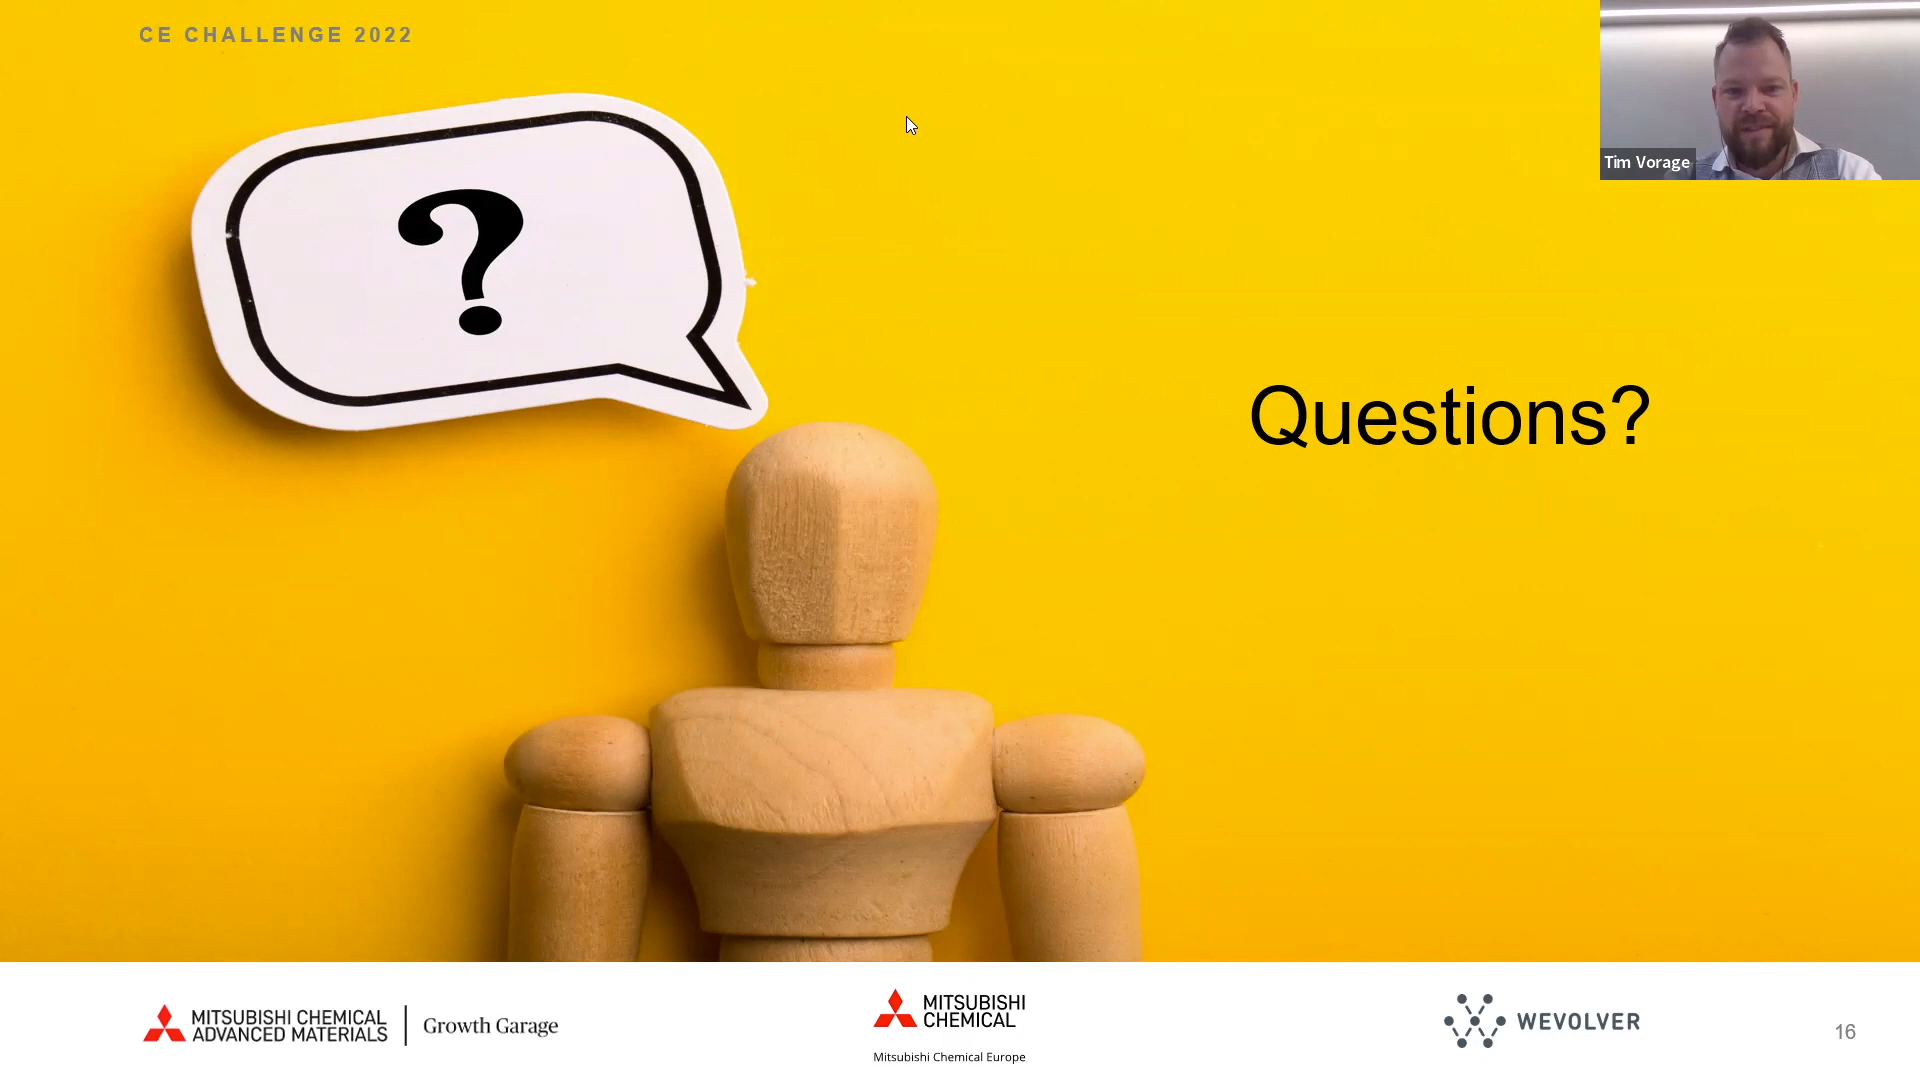 CE CHALLENGE 2022
Tim Vorage
?
Questions?
MITSUBISHI CHEMICAL
ADVANCED MATERIALS
Growth Garage
MITSUBISHI
CHEMICAL
Mitsubishi Chemical Europe
WEVOLVER
16